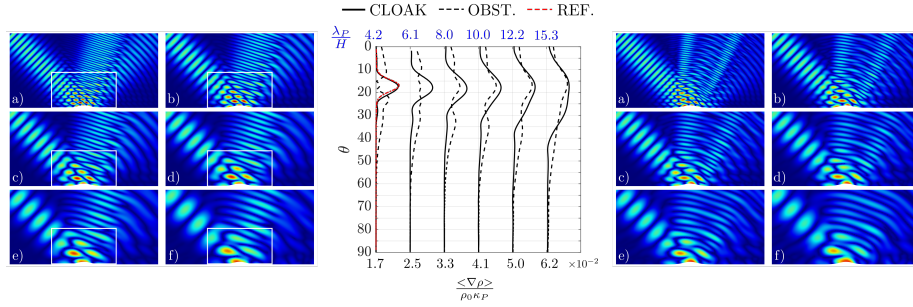 CLOAK OBST. REF.
λ_P/H
4.2 6.1 8.0 10.0 12.2 15.3
0
10
20
30
40
50
60
70
80
90
θ
1.7 2.5 3.3 4.1 5.0 6.2 ×10⁻²
<∇ρ>/ρ₀κ_P
a) b)
c) d)
e) f)
a) b)
c) d)
e) f)